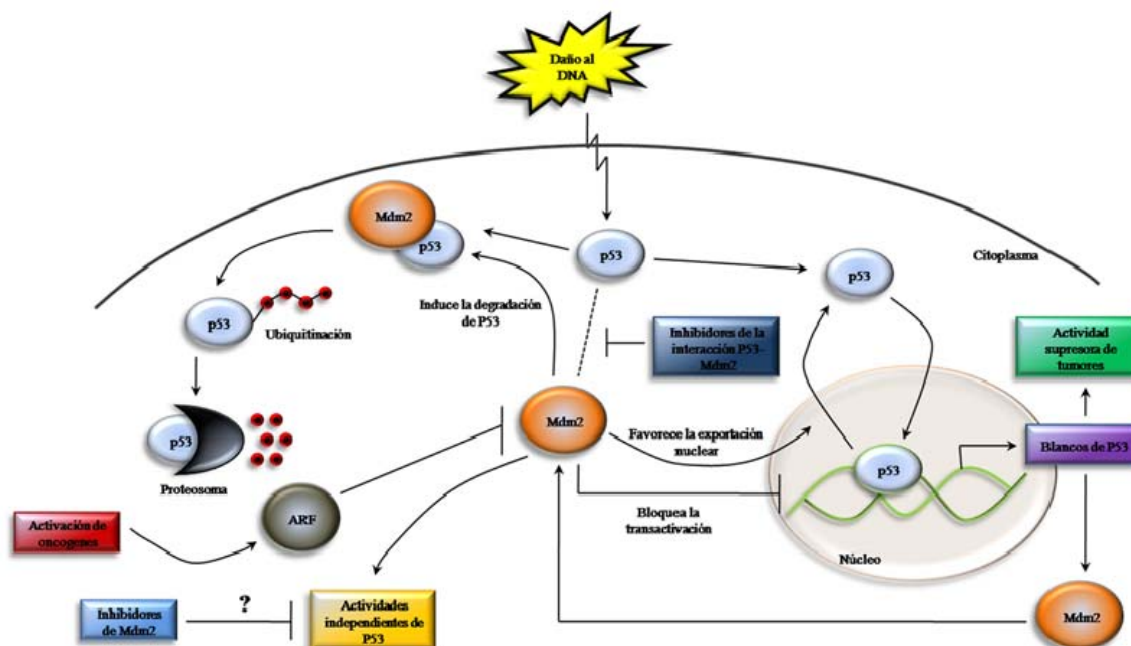 Daño al
DNA
Mdm2
p53
p53
p53
Citoplasma
p53
Ubiquitinación
Induce la degradación
de P53
Inhibidores de la
interacción P53-
Mdm2
Actividad
supresora de
tumores
p53
Proteosoma
Mdm2
Favorece la exportación
nuclear
p53
Blancos de P53
Activación de
oncogenes
ARF
Bloquea la
transactivación
Núcleo
Inhibidores
de Mdm2
?
Actividades
independientes de
P53
Mdm2